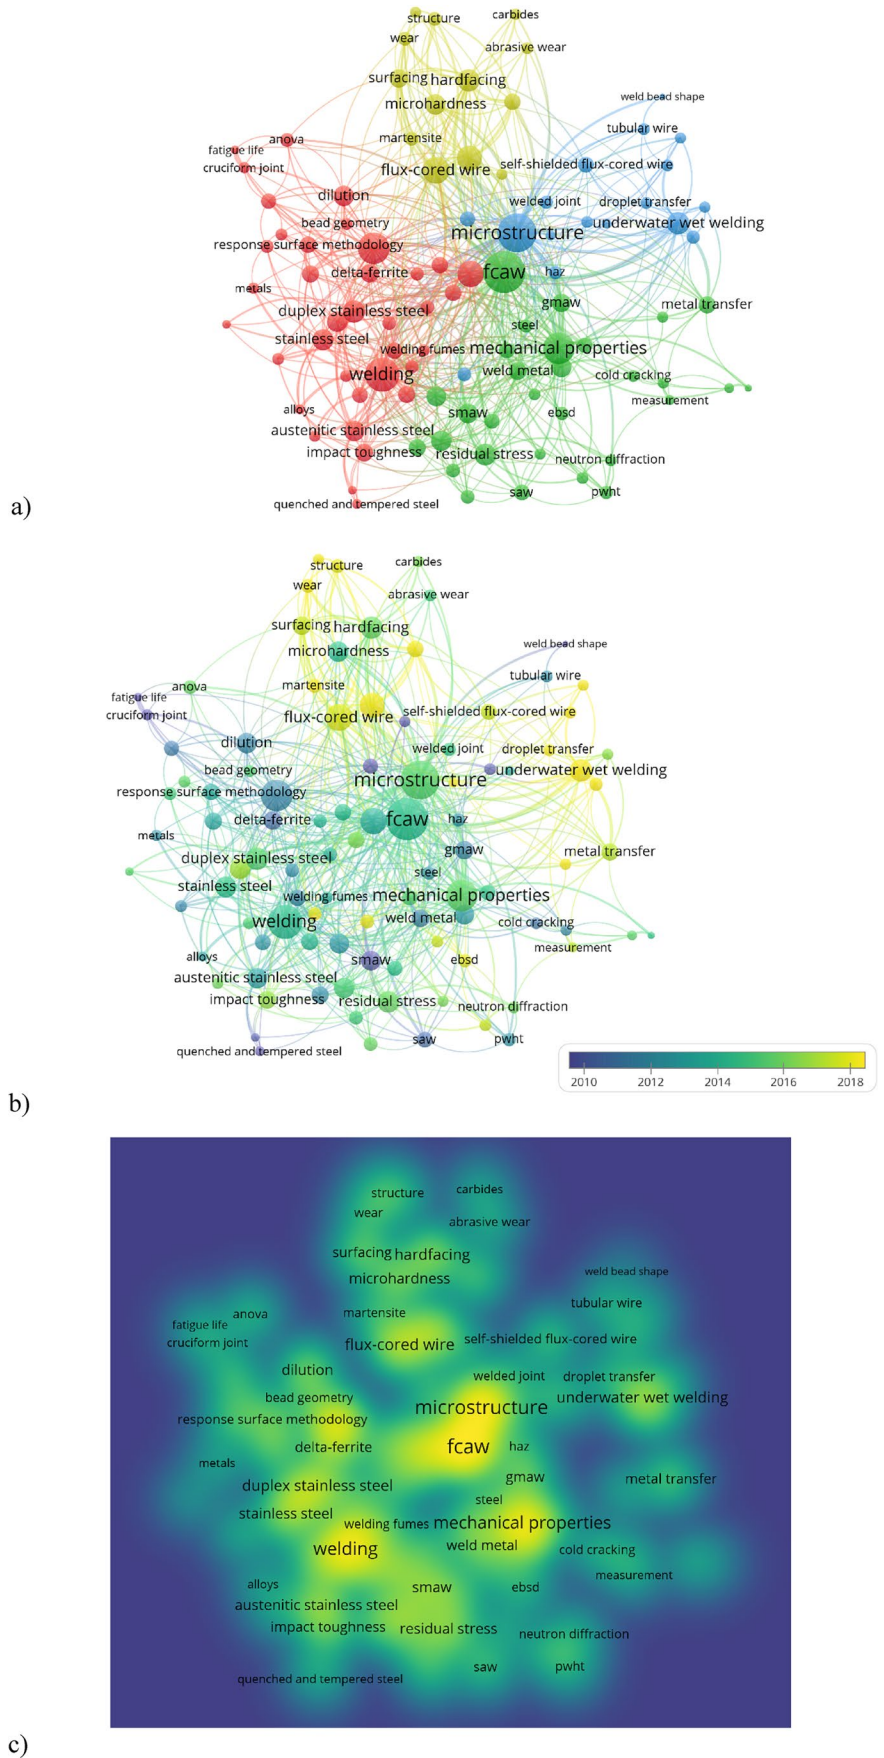 structure
carbides
wear
abrasive wear
surfacing hardfacing
weld bead shape
microhardness
tubular wire
martensite
anova
fatigue life
flux-cored wire
self-shielded flux-cored wire
cruciform joint
dilution
welded joint
droplet transfer
bead geometry
underwater wet welding
microstructure
response surface methodology
delta-ferrite
fcaw
haz
metals
gmaw
metal transfer
duplex stainless steel
steel
stainless steel
welding fumes
mechanical properties
welding
weld metal
cold cracking
measurement
alloys
smaw
ebsd
austenitic stainless steel
impact toughness
residual stress
neutron diffraction
saw
pwht
quenched and tempered steel
a)
structure
carbides
wear
abrasive wear
surfacing hardfacing
weld bead shape
microhardness
tubular wire
martensite
anova
fatigue life
cruciform joint
flux-cored wire
self-shielded flux-cored wire
dilution
welded joint
droplet transfer
bead geometry
underwater wet welding
microstructure
response surface methodology
delta-ferrite
fcaw
haz
metals
gmaw
metal transfer
duplex stainless steel
steel
stainless steel
welding fumes
mechanical properties
welding
weld metal
cold cracking
measurement
alloys
smaw
ebsd
austenitic stainless steel
impact toughness
residual stress
neutron diffraction
saw
pwht
quenched and tempered steel
2010 2012 2014 2016 2018
b)
structure
carbides
wear
abrasive wear
surfacing hardfacing
weld bead shape
microhardness
tubular wire
martensite
anova
fatigue life
cruciform joint
flux-cored wire
self-shielded flux-cored wire
dilution
welded joint
droplet transfer
bead geometry
underwater wet welding
microstructure
response surface methodology
delta-ferrite
fcaw
haz
metals
gmaw
metal transfer
duplex stainless steel
steel
stainless steel
welding fumes
mechanical properties
welding
weld metal
cold cracking
measurement
alloys
smaw
ebsd
austenitic stainless steel
impact toughness
residual stress
neutron diffraction
saw
pwht
quenched and tempered steel
c)